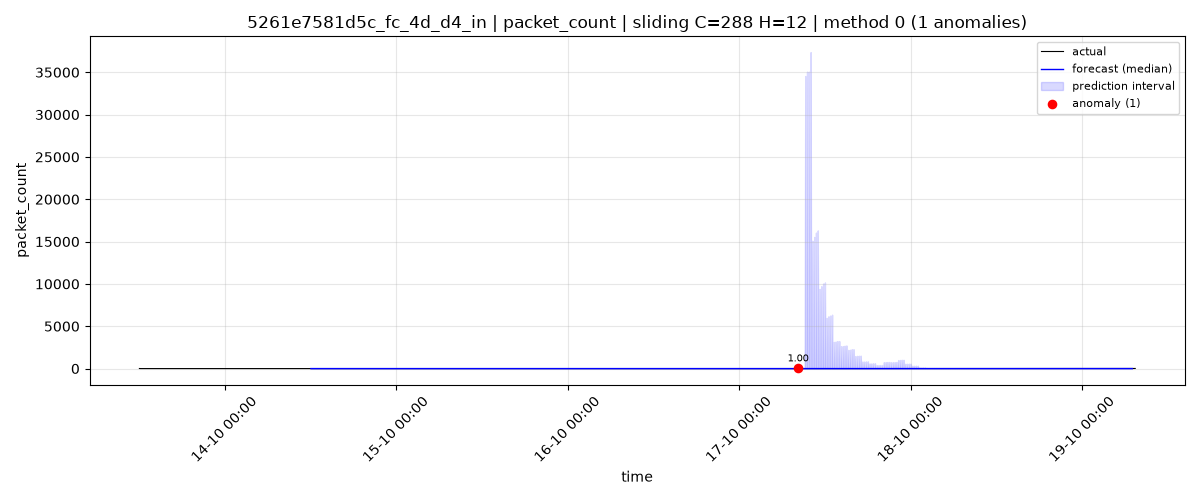 5261e7581d5c_fc_4d_d4_in | packet_count | sliding C=288 H=12 | method 0 (1 anomalies)
actual
forecast (median)
prediction interval
anomaly (1)
35000
30000
25000
20000
15000
10000
5000
0
packet_count
1.00
14-10 00:00
15-10 00:00
16-10 00:00
17-10 00:00
18-10 00:00
19-10 00:00
time